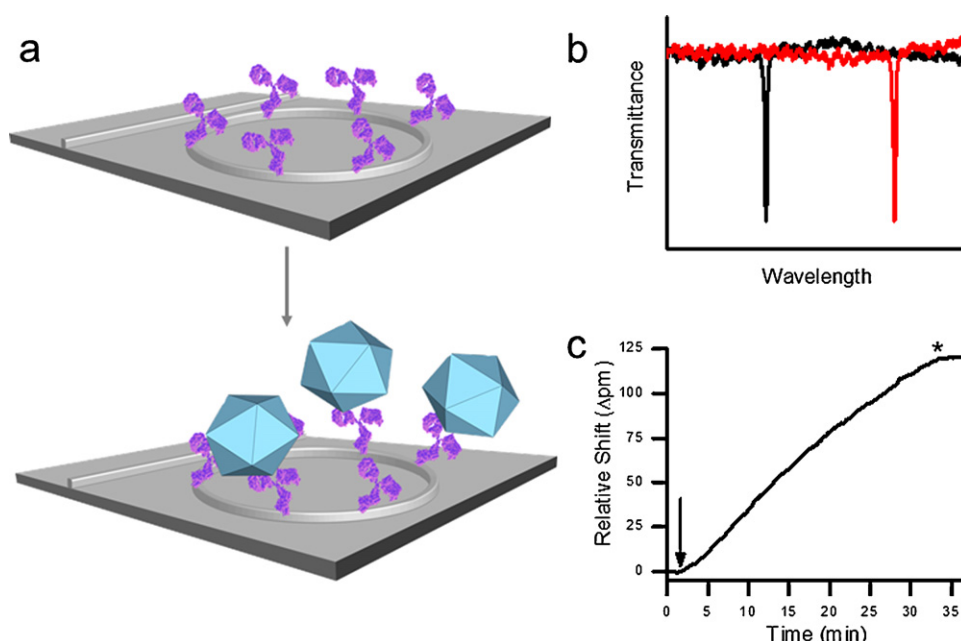 a
b
Transmittance
Wavelength
c
*
125
100
75
50
25
0
Relative Shift (Δpm)
0 5 10 15 20 25 30 35
Time (min)